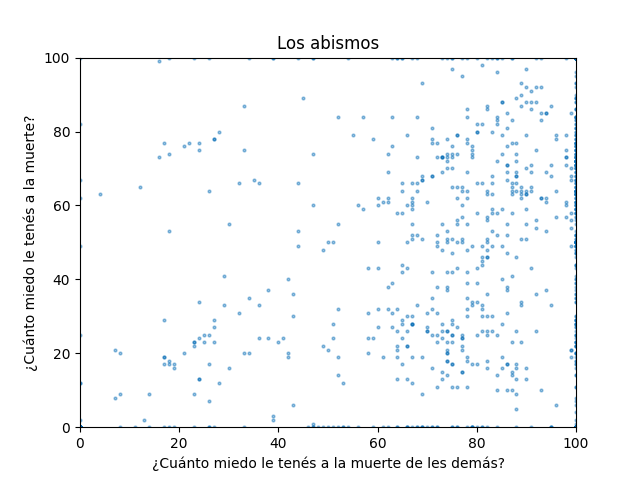 Los abismos
¿Cuánto miedo le tenés a la muerte?
100
80
60
40
20
0
0 20 40 60 80 100
¿Cuánto miedo le tenés a la muerte de les demás?